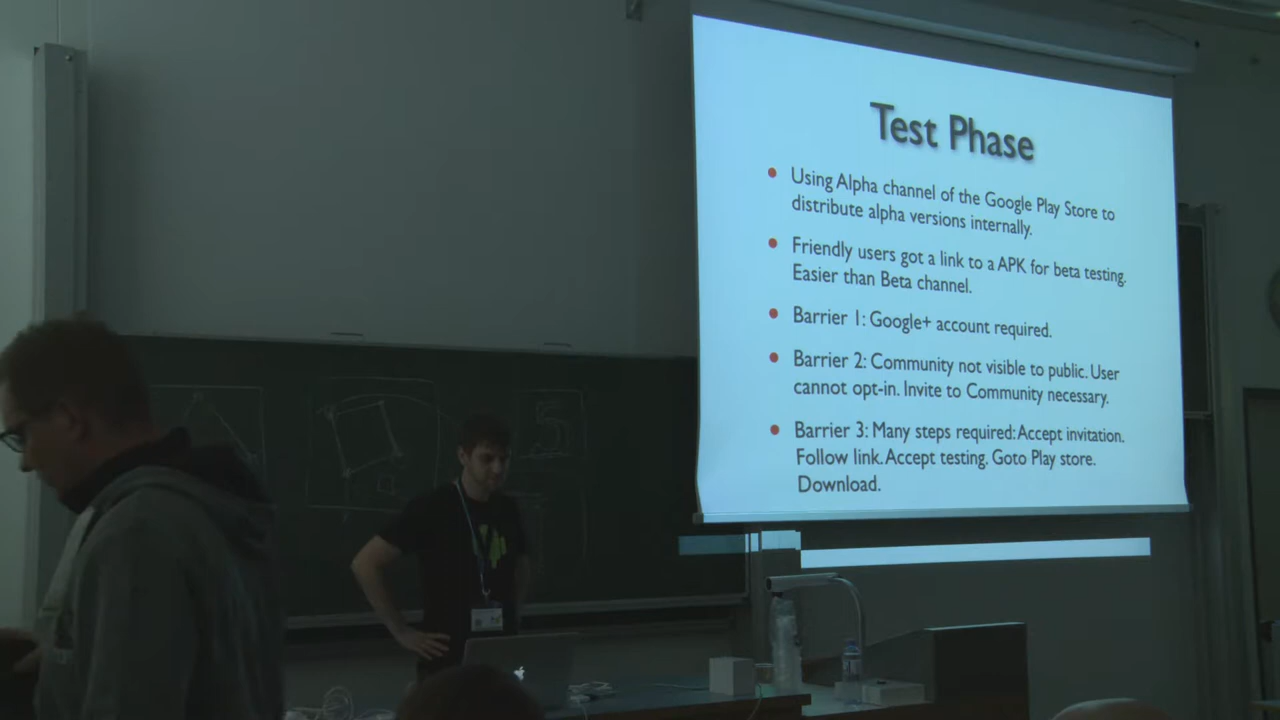 Test Phase
Using Alpha channel of the Google Play Store to
distribute alpha versions internally.
Friendly users got a link to a APK for beta testing.
Easier than Beta channel.
Barrier 1: Google+ account required.
Barrier 2: Community not visible to public. User
cannot opt-in. Invite to Community necessary.
Barrier 3: Many steps required: Accept invitation.
Follow link. Accept testing. Goto Play store.
Download.
5